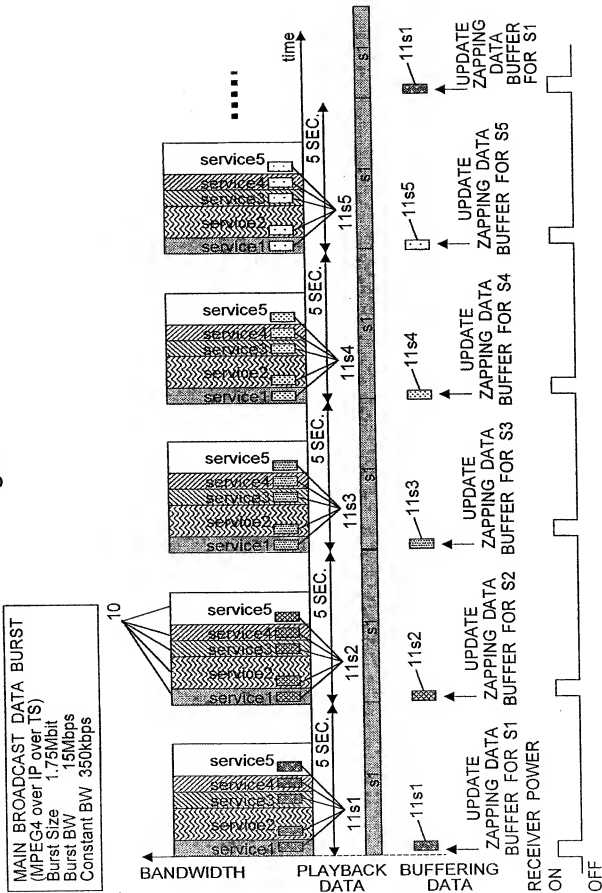 MAIN BROADCAST DATA BURST
(MPEG4 over IP over TS)
Burst Size 1.75Mbit
Burst BW 15Mbps
Constant BW 350kbps
10
BANDWIDTH
service1
service2
service3
service4
service5
service1
service2
service3
service4
service5
service1
service2
service3
service4
service5
service1
service2
service3
service4
service5
service1
service2
service3
service4
service5
time
5 SEC.
5 SEC.
5 SEC.
5 SEC.
5 SEC.
11s1
11s2
11s3
11s4
11s5
PLAYBACK
DATA
s1
s1
s1
s1
s1
s1
BUFFERING
DATA
11s1
11s2
11s3
11s4
11s5
11s1
UPDATE
ZAPPING DATA
BUFFER FOR S1
UPDATE
ZAPPING DATA
BUFFER FOR S2
UPDATE
ZAPPING DATA
BUFFER FOR S3
UPDATE
ZAPPING DATA
BUFFER FOR S4
UPDATE
ZAPPING DATA
BUFFER FOR S5
UPDATE
ZAPPING
DATA
BUFFER
FOR S1
RECEIVER POWER
ON
OFF